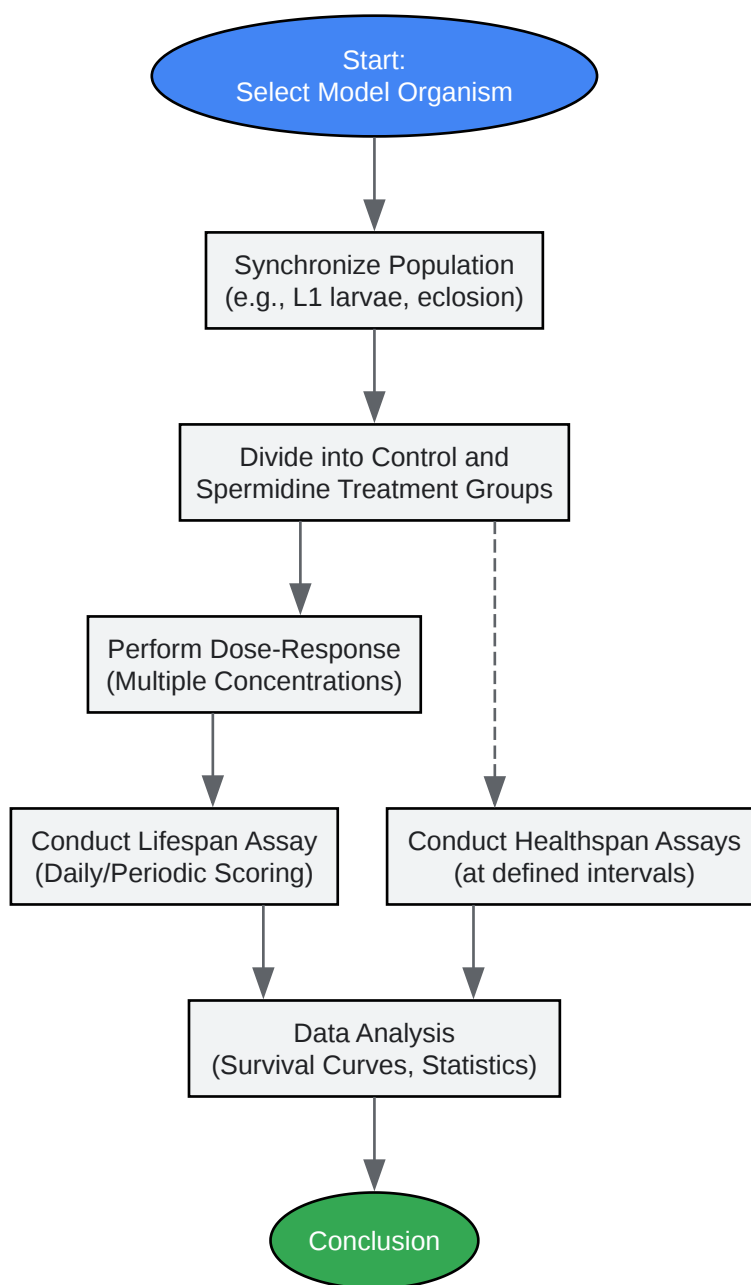 Start:
Select Model Organism
Synchronize Population
(e.g., L1 larvae, eclosion)
Divide into Control and
Spermidine Treatment Groups
Perform Dose-Response
(Multiple Concentrations)
Conduct Lifespan Assay
(Daily/Periodic Scoring)
Conduct Healthspan Assays
(at defined intervals)
Data Analysis
(Survival Curves, Statistics)
Conclusion